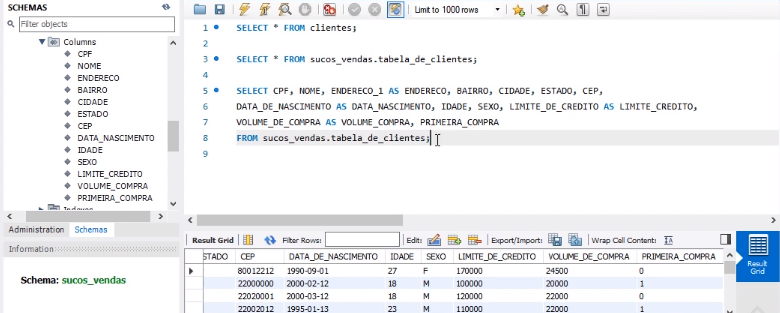 SCHEMAS
Filter objects
Columns
CPF
NOME
ENDERECO
BAIRRO
CIDADE
ESTADO
CEP
DATA_NASCIMENTO
IDADE
SEXO
LIMITE_CREDITO
VOLUME_COMPRA
PRIMEIRA_COMPRA
Indexes
Administration Schemas
Information
Schema: sucos_vendas
Limit to 1000 rows
1 SELECT * FROM clientes;
2
3 SELECT * FROM sucos_vendas.tabela_de_clientes;
4
5 SELECT CPF, NOME, ENDERECO_1 AS ENDERECO, BAIRRO, CIDADE, ESTADO, CEP,
6 DATA_DE_NASCIMENTO AS DATA_NASCIMENTO, IDADE, SEXO, LIMITE_DE_CREDITO AS LIMITE_CREDITO,
7 VOLUME_DE_COMPRA AS VOLUME_COMPRA, PRIMEIRA_COMPRA
8 FROM sucos_vendas.tabela_de_clientes;
9
Result Grid Filter Rows: Edit: Export/Import: Wrap Cell Content:
STADO CEP DATA_DE_NASCIMENTO IDADE SEXO LIMITE_DE_CREDITO VOLUME_DE_COMPRA PRIMEIRA_COMPRA
80012212 1990-09-01 27 F 170000 24500 0
22000000 2000-02-12 18 M 100000 20000 1
22020001 2000-03-12 18 M 120000 22000 0
22002012 1995-01-13 23 M 110000 22000 1
Result
Grid